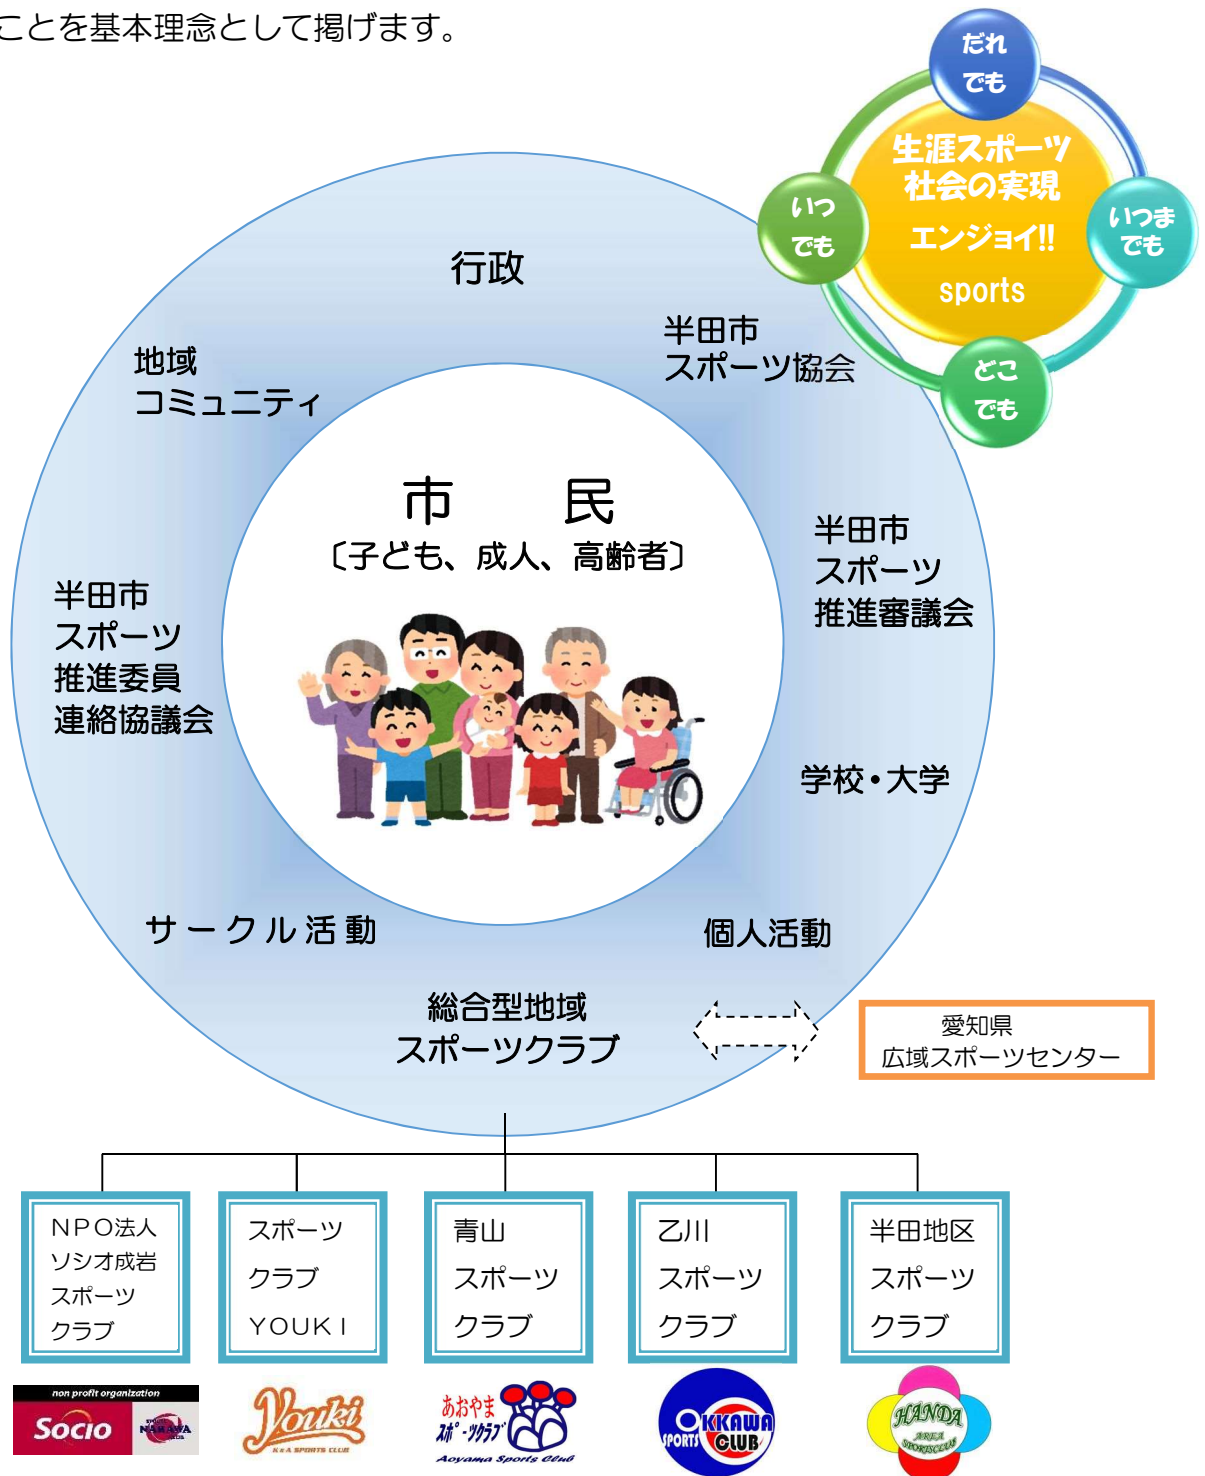 ことを基本理念として掲げます。
だれ
でも
生涯スポーツ
社会の実現
エンジョイ!!
sports
いつ
でも
いつま
でも
どこ
でも
行政
半田市
スポーツ協会
地域
コミュニティ
市 民
〔子ども、成人、高齢者〕
半田市
スポーツ
推進審議会
半田市
スポーツ
推進委員
連絡協議会
学校・大学
サークル活動
個人活動
総合型地域
スポーツクラブ
愛知県
広域スポーツセンター
NPO法人
ソシオ成岩
スポーツ
クラブ
スポーツ
クラブ
YOUKI
青山
スポーツ
クラブ
乙川
スポーツ
クラブ
半田地区
スポーツ
クラブ
non profit organization
Socio
NARAWA
Youki
K&A SPORTS CLUB
あおやま
スポーツクラブ
Aoyama Sports Club
OKKAWA
SPORTS CLUB
HANDA
AREA
SPORTSCLUB